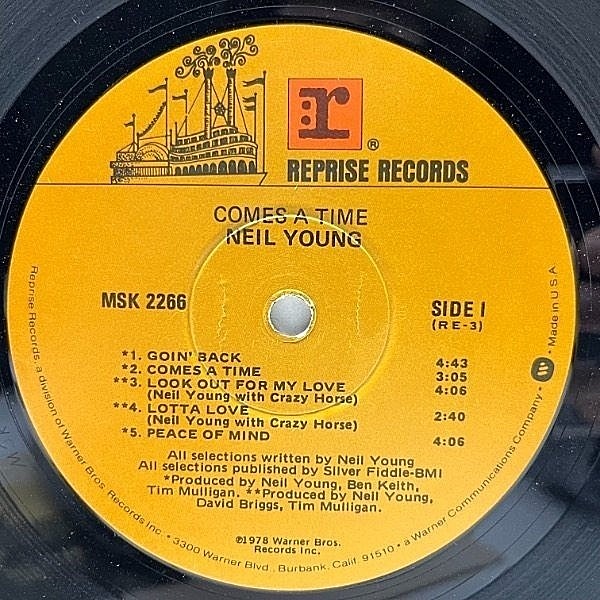 r
®
REPRISE RECORDS
COMES A TIME
NEIL YOUNG
MSK 2266
SIDE 1
(RE-3)
*1. GOIN' BACK 4:43
*2. COMES A TIME 3:05
**3. LOOK OUT FOR MY LOVE 4:06
(Neil Young with Crazy Horse)
**4. LOTTA LOVE 2:40
(Neil Young with Crazy Horse)
*5. PEACE OF MIND 4:06
All selections written by Neil Young
All selections published by Silver Fiddle-BMI
*Produced by Neil Young, Ben Keith,
Tim Mulligan. **Produced by Neil Young,
David Briggs, Tim Mulligan.
℗1978 Warner Bros.
Records Inc.
Reprise Records, a division of Warner Bros. Records Inc. • 3300 Warner Blvd., Burbank, Calif. 91510 • a Warner Communications Company • Made in U.S.A.